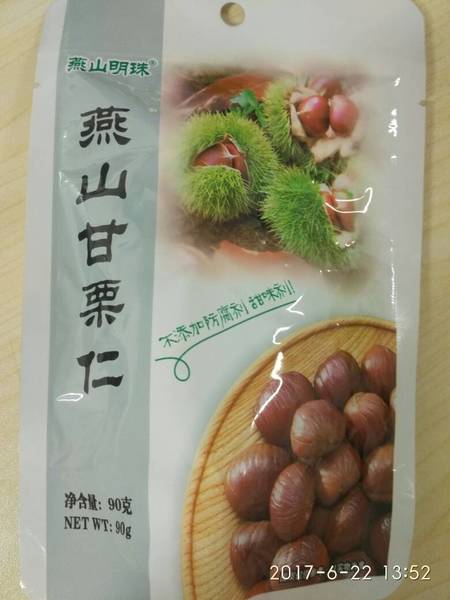 燕山明珠®
燕山甘栗仁
不添加防腐剂 甜味剂
净含量: 90克
NET WT: 90g
2017-6-22 13:52